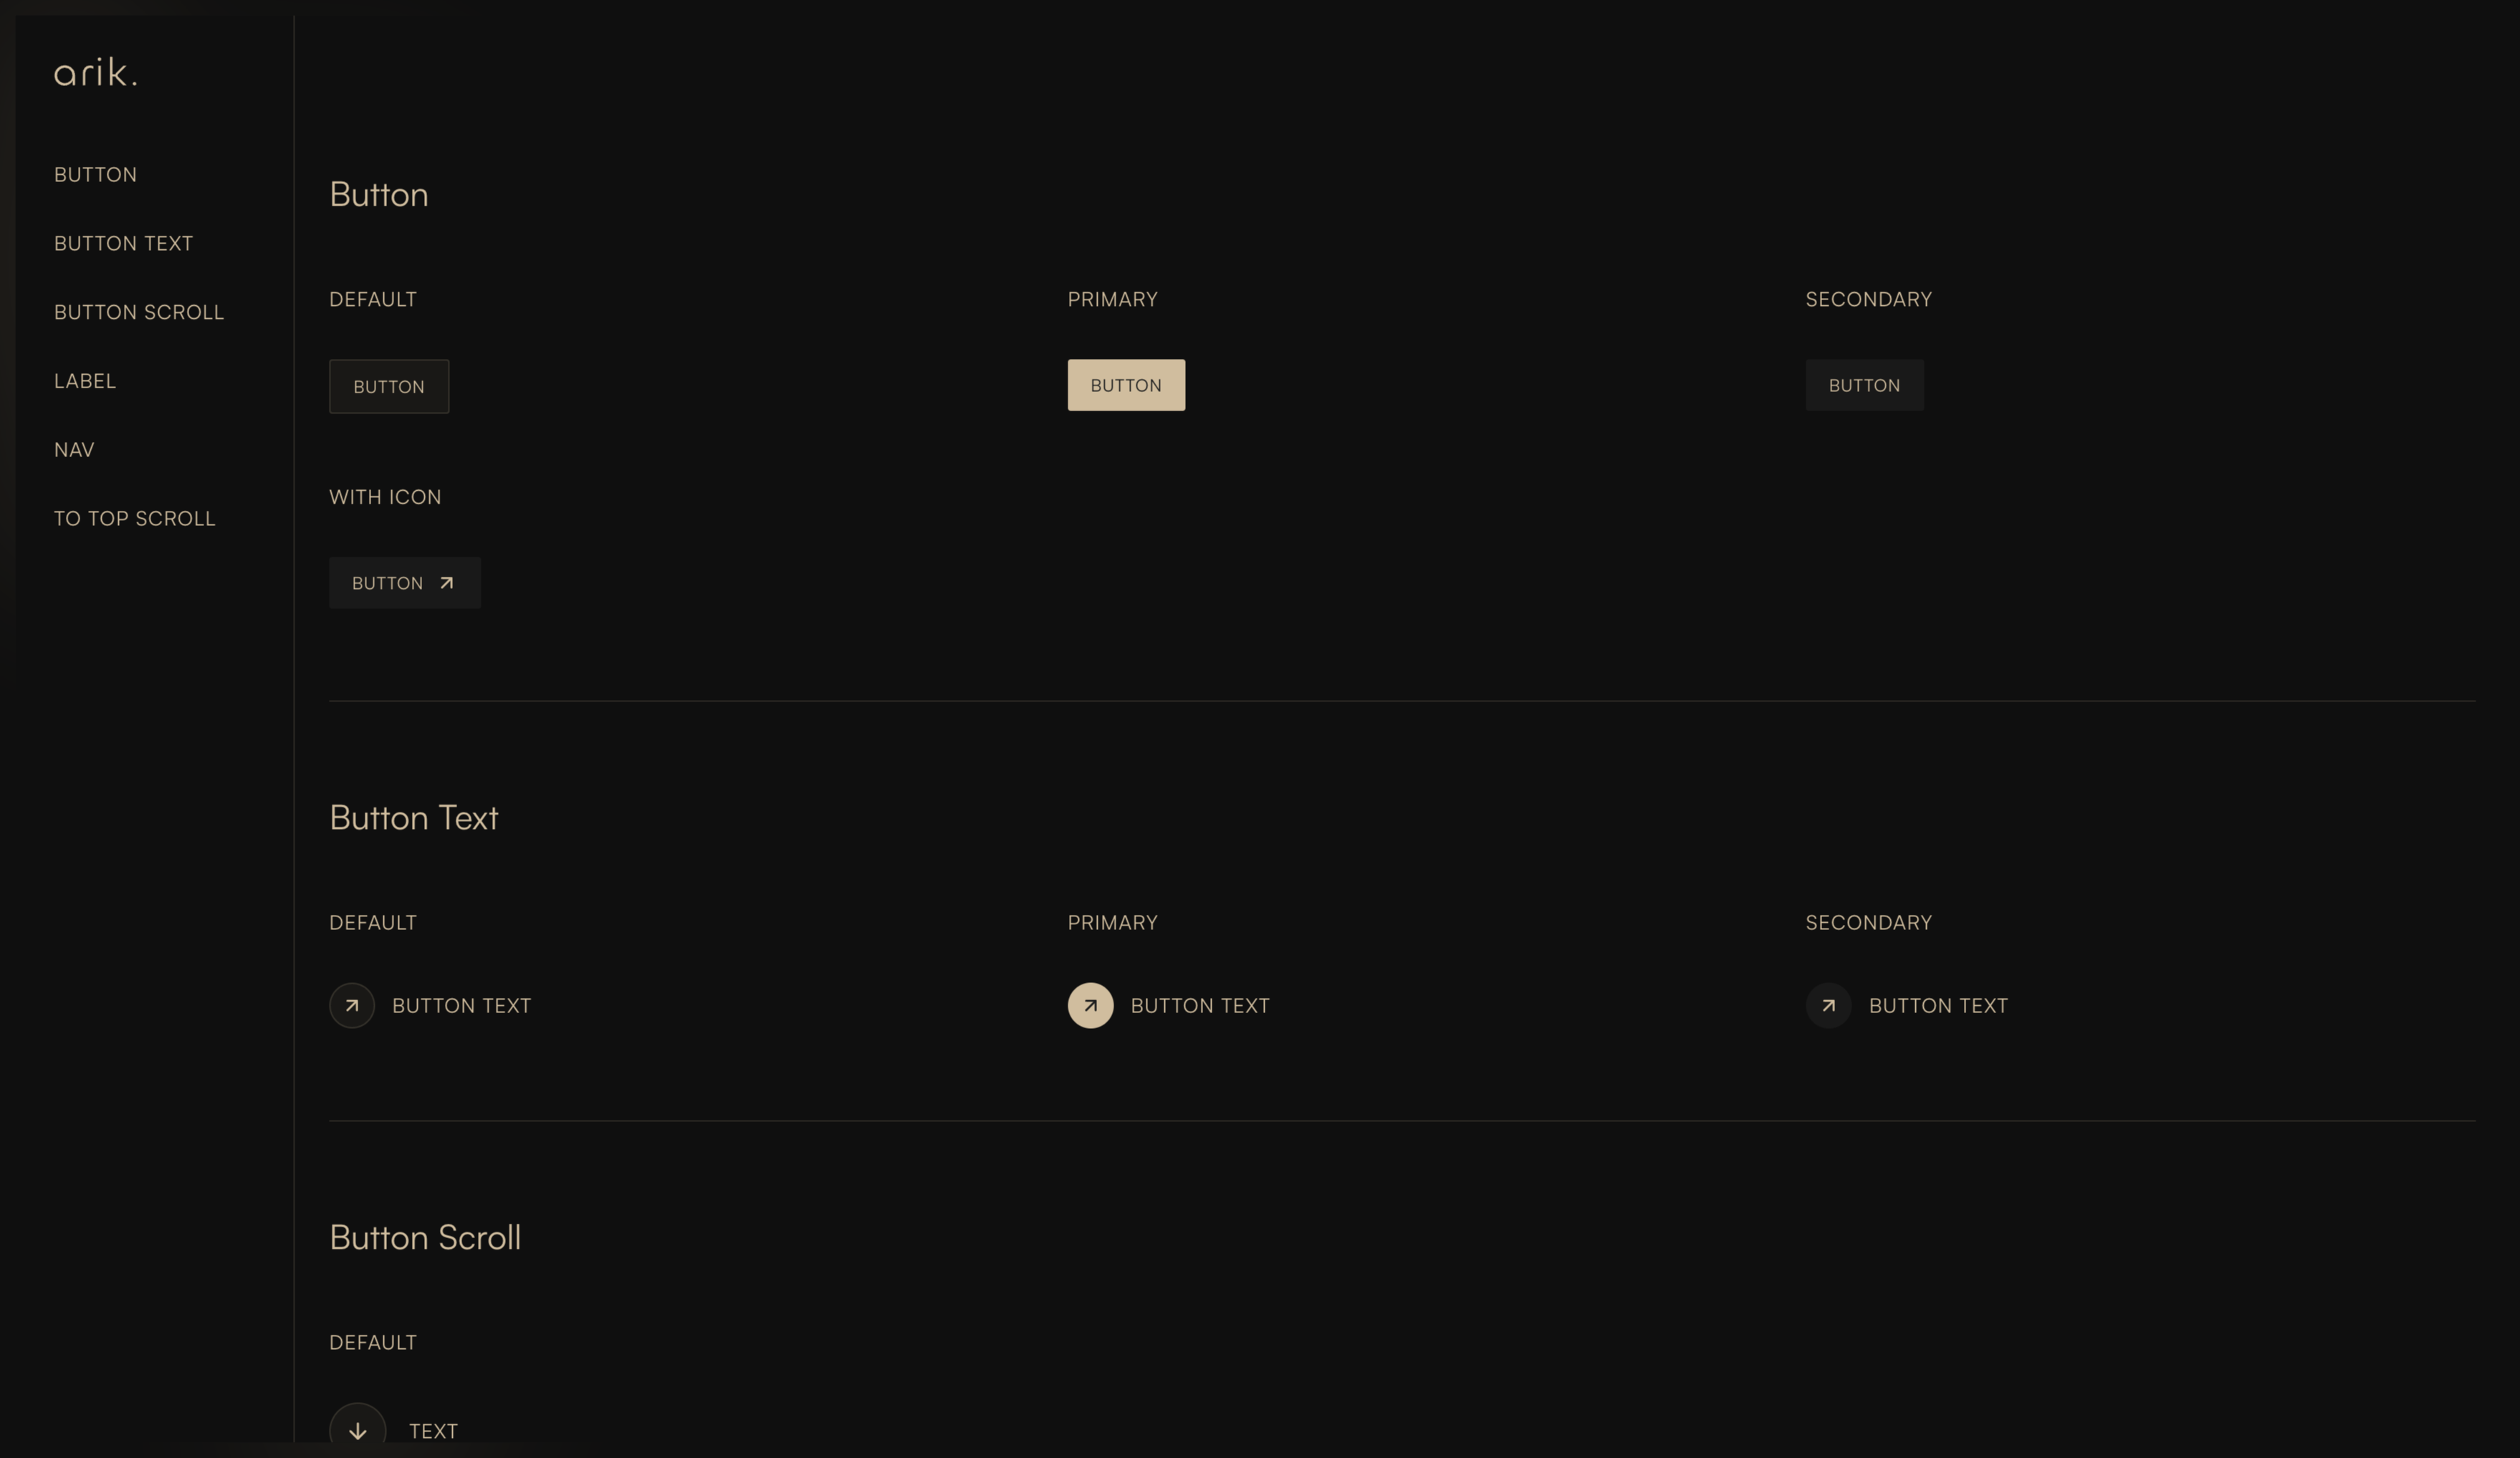 arik.
BUTTON
BUTTON TEXT
BUTTON SCROLL
LABEL
NAV
TO TOP SCROLL
Button
DEFAULT
PRIMARY
SECONDARY
BUTTON
BUTTON
BUTTON
WITH ICON
BUTTON
Button Text
DEFAULT
PRIMARY
SECONDARY
BUTTON TEXT
BUTTON TEXT
BUTTON TEXT
Button Scroll
DEFAULT
TEXT